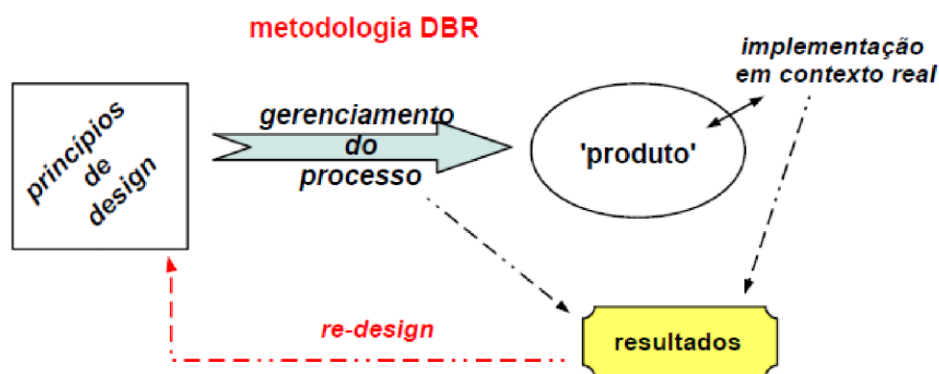 metodologia DBR
implementação
em contexto real
princípios
de
design
gerenciamento
do
processo
'produto'
re-design
resultados